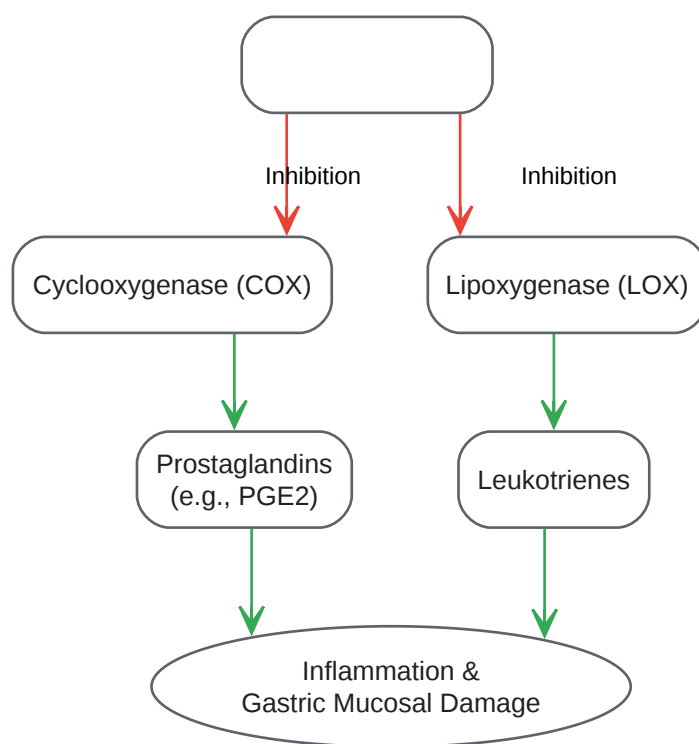 Inhibition
Inhibition
Cyclooxygenase (COX)
Lipoxygenase (LOX)
Prostaglandins
(e.g., PGE2)
Leukotrienes
Inflammation &
Gastric Mucosal Damage